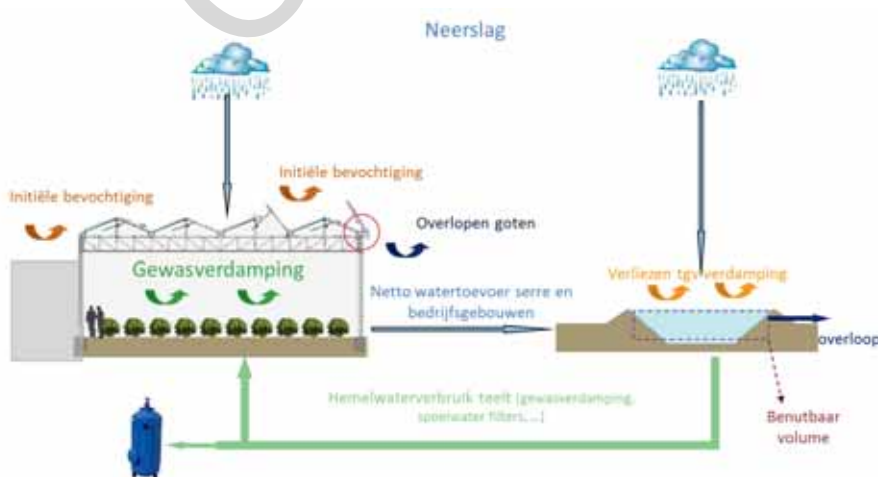 Neerslag
Initiële bevochtiging
Initiële bevochtiging
Overlopen goten
Gewasverdamping
Verliezen tgv verdamping
Netto watertoevoer serre en
bedrijfsgebouwen
overloop
Hemelwaterverbruik teelt (gewasverdamping,
spoelwater filters, ...)
Benutbaar
volume